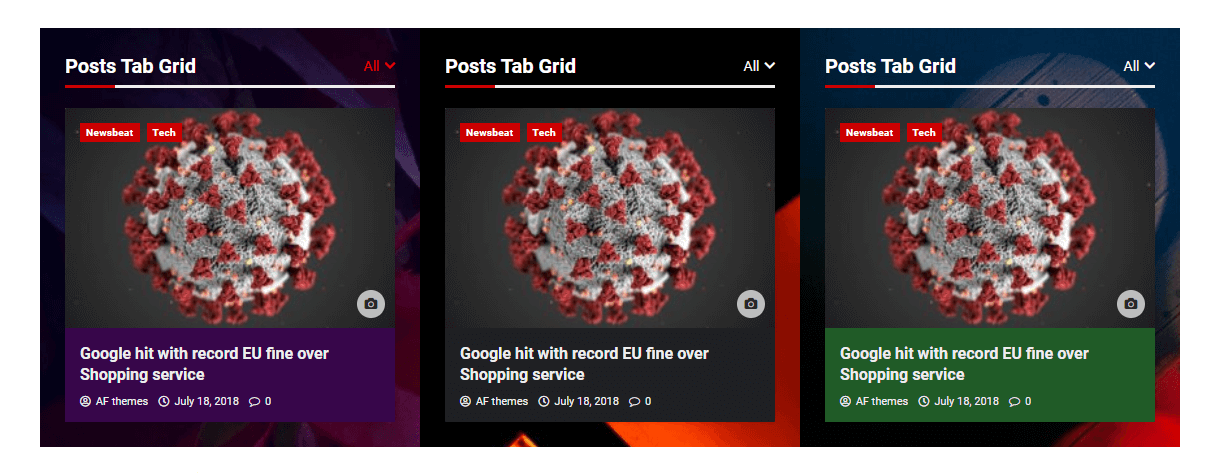 Posts Tab Grid
All
Newsbeat
Tech
Google hit with record EU fine over
Shopping service
AF themes
July 18, 2018
0
Posts Tab Grid
All
Newsbeat
Tech
Google hit with record EU fine over
Shopping service
AF themes
July 18, 2018
0
Posts Tab Grid
All
Newsbeat
Tech
Google hit with record EU fine over
Shopping service
AF themes
July 18, 2018
0